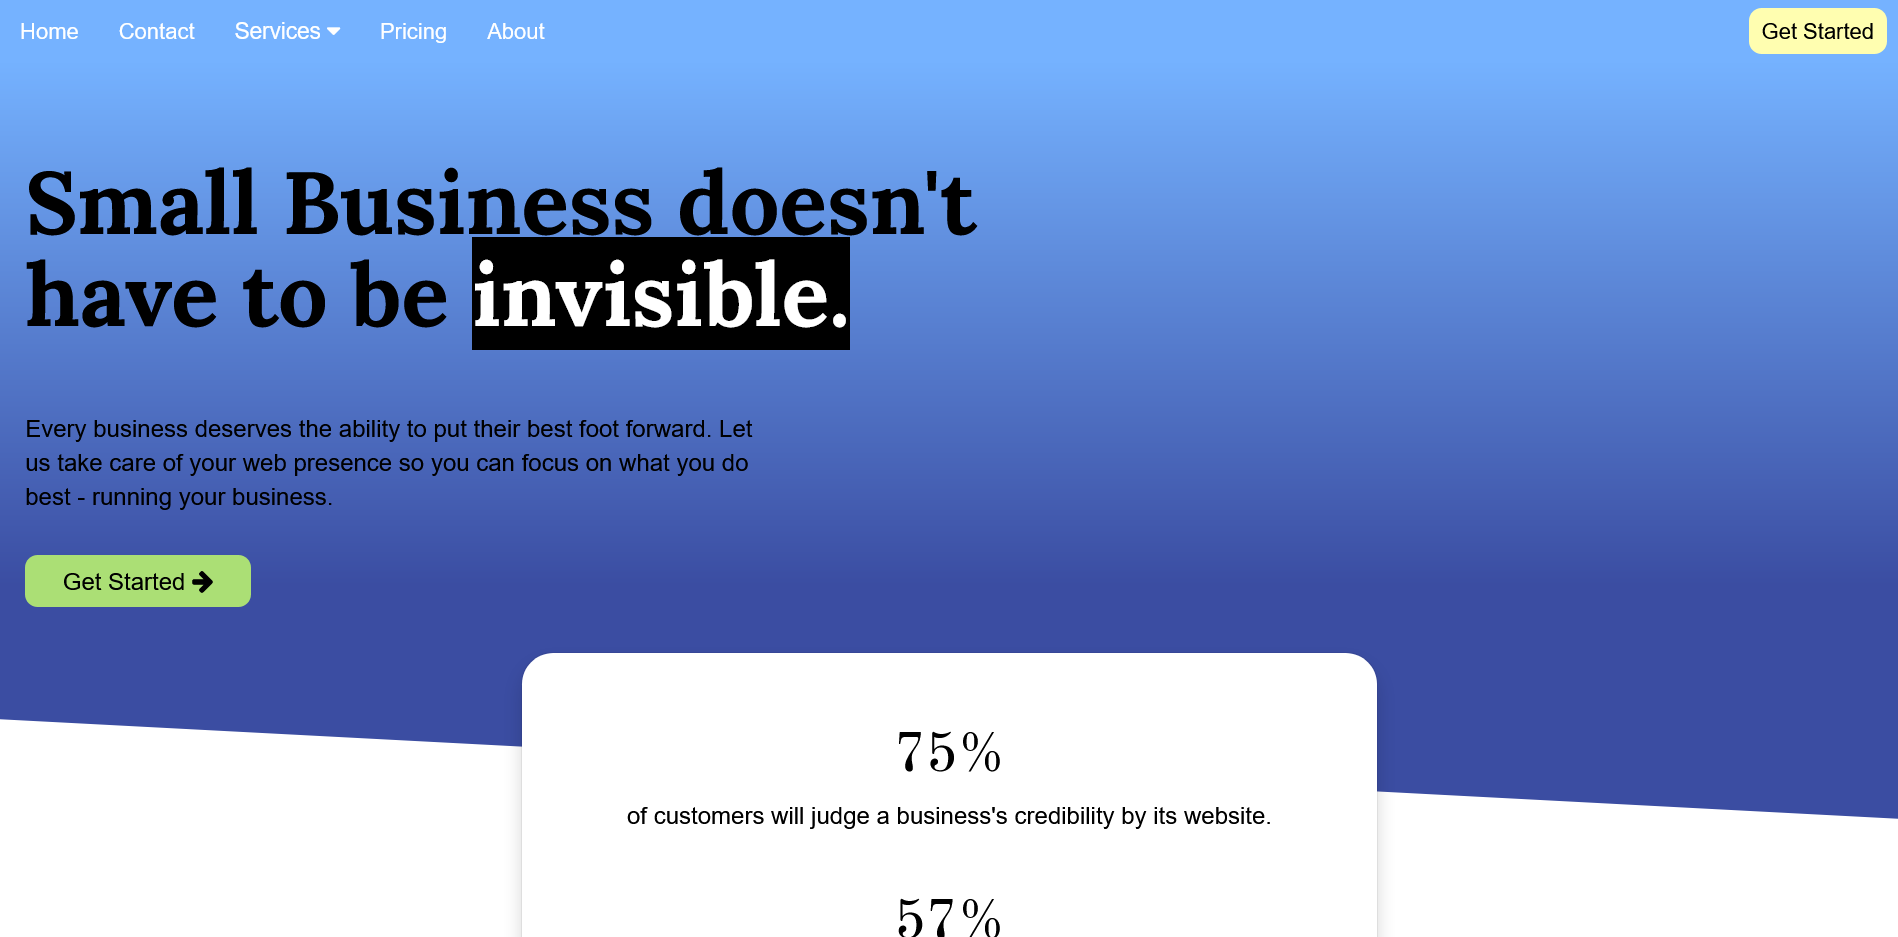 Home Contact Services Pricing About Get Started
Small Business doesn't
have to be invisible.
Every business deserves the ability to put their best foot forward. Let
us take care of your web presence so you can focus on what you do
best - running your business.
Get Started
75%
of customers will judge a business's credibility by its website.
57%